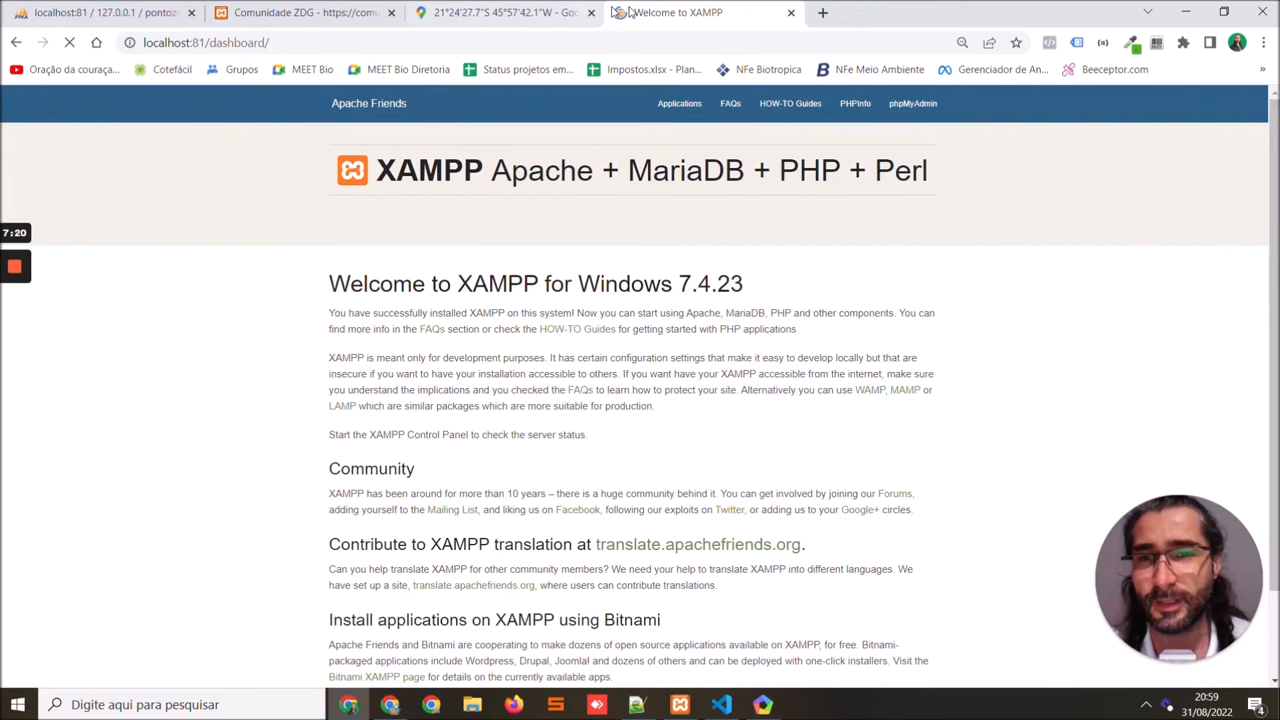 localhost:81 / 127.0.0.1 / pontoz
Comunidade ZDG - https://comu
21°24'27.7"S 45°57'42.1"W - Goo
Welcome to XAMPP
localhost:81/dashboard/
Oração da couraça...
Cotefácil
Grupos
MEET Bio
MEET Bio Diretoria
Status projetos em...
Impostos.xlsx - Plan...
NFe Biotropica
NFe Meio Ambiente
Gerenciador de An...
Beeceptor.com
»
Apache Friends
Applications
FAQs
HOW-TO Guides
PHPInfo
phpMyAdmin
XAMPP Apache + MariaDB + PHP + Perl
7:20
Welcome to XAMPP for Windows 7.4.23
You have successfully installed XAMPP on this system! Now you can start using Apache, MariaDB, PHP and other components. You can
find more info in the FAQs section or check the HOW-TO Guides for getting started with PHP applications.
XAMPP is meant only for development purposes. It has certain configuration settings that make it easy to develop locally but that are
insecure if you want to have your installation accessible to others. If you want have your XAMPP accessible from the internet, make sure
you understand the implications and you checked the FAQs to learn how to protect your site. Alternatively you can use WAMP, MAMP or
LAMP which are similar packages which are more suitable for production.
Start the XAMPP Control Panel to check the server status.
Community
XAMPP has been around for more than 10 years – there is a huge community behind it. You can get involved by joining our Forums,
adding yourself to the Mailing List, and liking us on Facebook, following our exploits on Twitter, or adding us to your Google+ circles.
Contribute to XAMPP translation at translate.apachefriends.org.
Can you help translate XAMPP for other community members? We need your help to translate XAMPP into different languages. We
have set up a site, translate.apachefriends.org, where users can contribute translations.
Install applications on XAMPP using Bitnami
Apache Friends and Bitnami are cooperating to make dozens of open source applications available on XAMPP, for free. Bitnami-
packaged applications include Wordpress, Drupal, Joomla! and dozens of others and can be deployed with one-click installers. Visit the
Bitnami XAMPP page for details on the currently available apps.
Digite aqui para pesquisar
20:59
31/08/2022
4